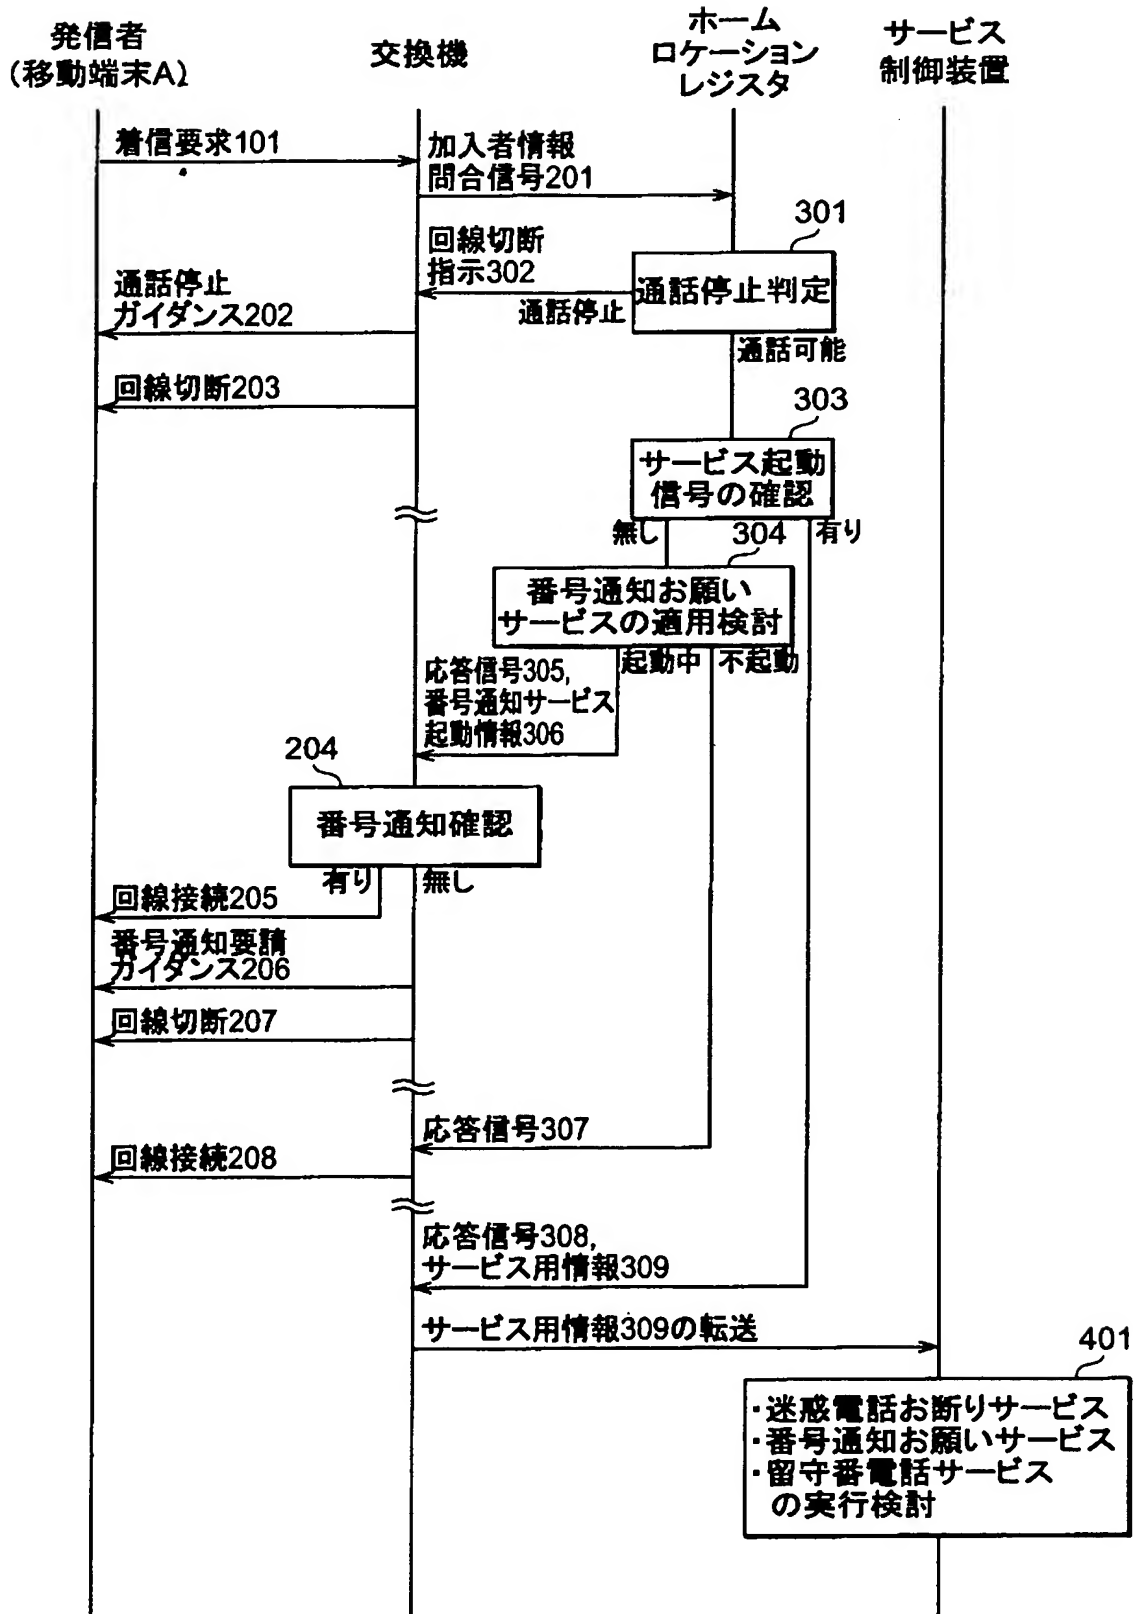 発信者
(移動端末A)
交換機
ホーム
ロケーション
レジスタ
サービス
制御装置
着信要求101
加入者情報
問合信号201
301
回線切断
指示302
通話停止判定
通話停止
通話停止
ガイダンス202
通話可能
回線切断203
303
サービス起動
信号の確認
無し
有り
304
番号通知お願い
サービスの適用検討
起動中
不起動
応答信号305,
番号通知サービス
起動情報306
204
番号通知確認
有り
無し
回線接続205
番号通知要請
ガイダンス206
回線切断207
応答信号307
回線接続208
応答信号308,
サービス用情報309
サービス用情報309の転送
401
・迷惑電話お断りサービス
・番号通知お願いサービス
・留守番電話サービス
の実行検討